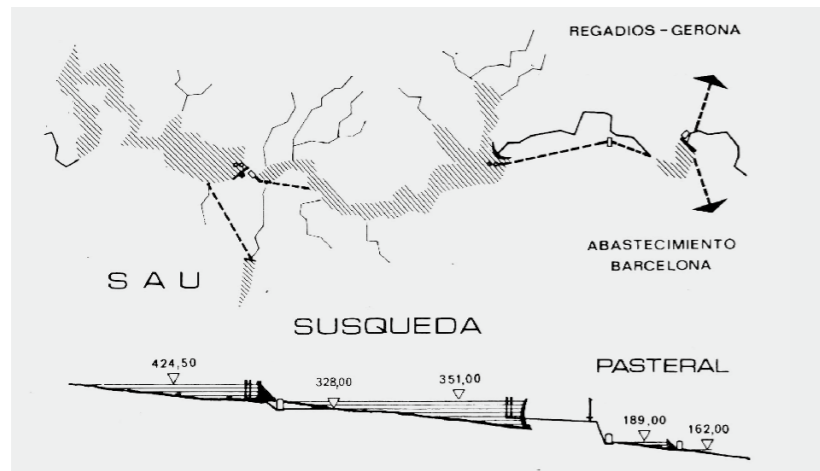 REGADIOS - GERONA
ABASTECIMIENTO
BARCELONA
SAU
SUSQUEDA
PASTERAL
424,50
328,00
351,00
189,00
162,00